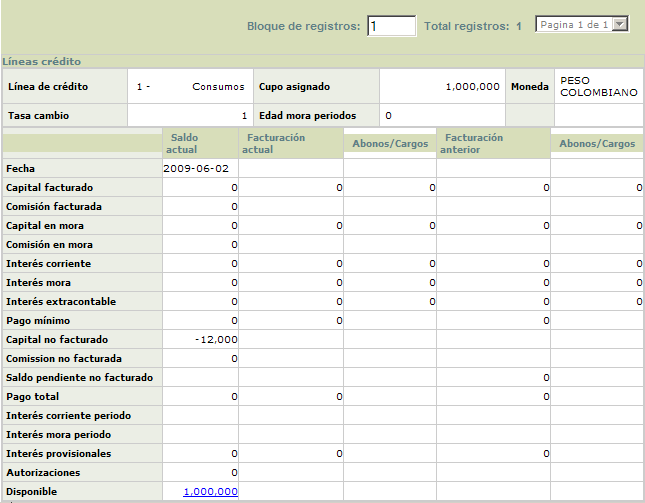 Bloque de registros: 1 Total registros: 1 Pagina 1 de 1
Líneas crédito
Línea de crédito 1 - Consumos Cupo asignado 1,000,000 Moneda PESO COLOMBIANO
Tasa cambio 1 Edad mora periodos 0
Saldo actual Facturación actual Abonos/Cargos Facturación anterior Abonos/Cargos
Fecha 2009-06-02
Capital facturado 0 0 0 0 0
Comisión facturada 0
Capital en mora 0 0 0 0 0
Comisión en mora 0
Interés corriente 0 0 0 0 0
Interés mora 0 0 0 0 0
Interés extracontable 0 0 0 0 0
Pago mínimo 0 0 0
Capital no facturado -12,000
Comission no facturada 0
Saldo pendiente no facturado 0
Pago total 0 0 0
Interés corriente periodo
Interés mora periodo
Interés provisionales 0 0 0
Autorizaciones 0
Disponible 1,000,000